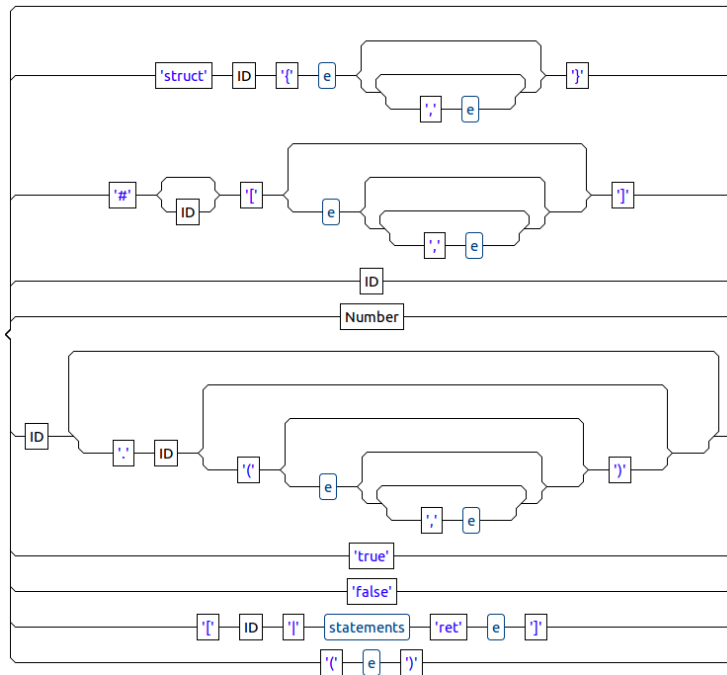 'struct' ID '{' e ',' e '}'
'#' ID '[' e ',' e ']'
ID
Number
ID '.' ID '(' e ',' e ')'
'true'
'false'
'[' ID '|' statements 'ret' e ']'
'(' e ')'